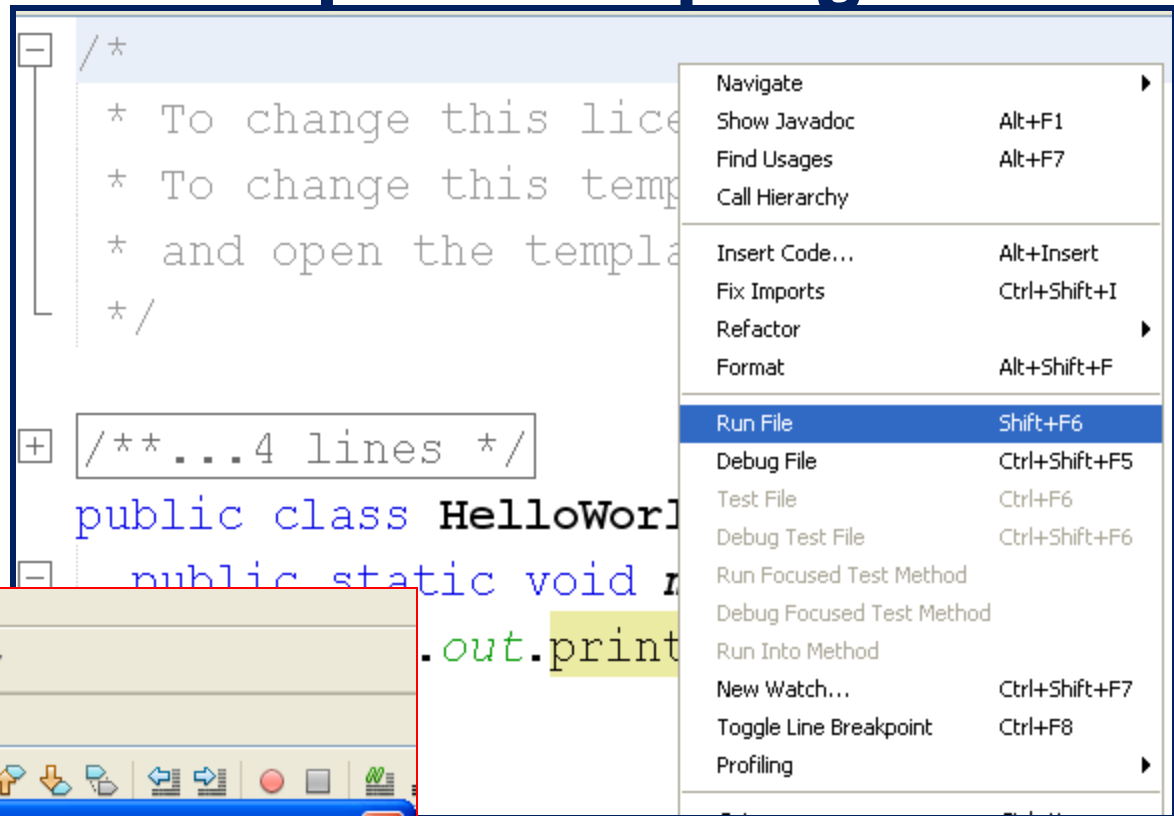 /*
* To change this
* To change this
* and open the
*/
/**...4 lines */
public class
public static void
.out.print
Navigate
Show Javadoc Alt+F1
Find Usages Alt+F7
Call Hierarchy
Insert Code... Alt+Insert
Fix Imports Ctrl+Shift+I
Refactor
Format Alt+Shift+F
Run File Shift+F6
Debug File Ctrl+Shift+F5
Test File Ctrl+F6
Debug Test File Ctrl+Shift+F6
Run Focused Test Method
Debug Focused Test Method
Run Into Method
New Watch... Ctrl+Shift+F7
Toggle Line Breakpoint Ctrl+F8
Profiling